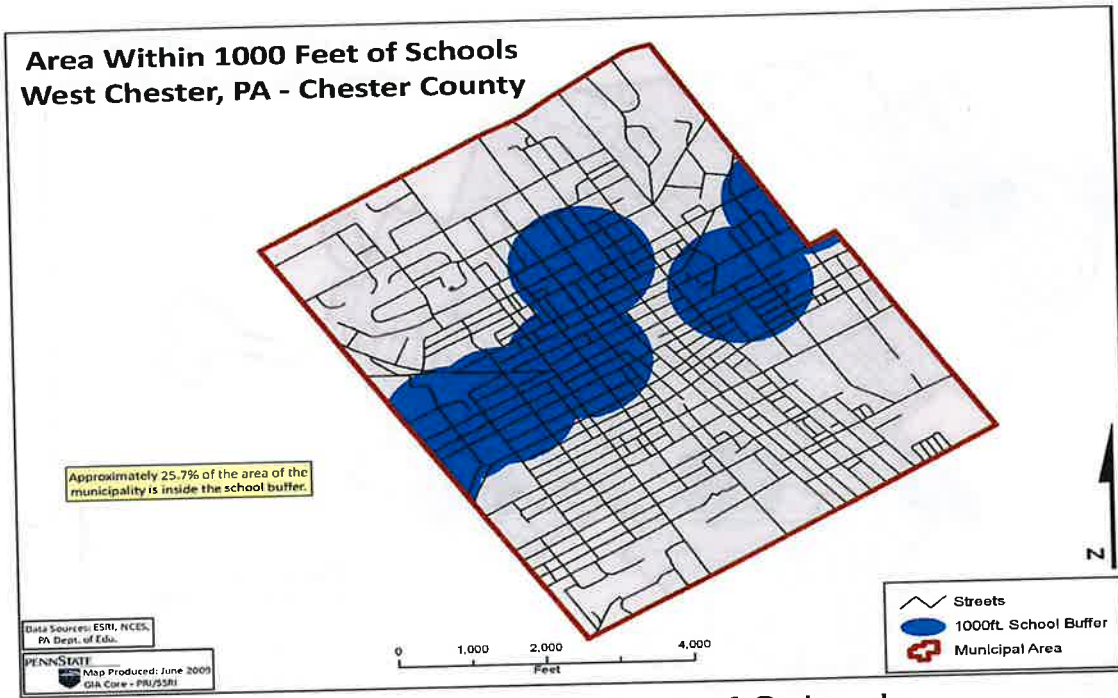 Area Within 1000 Feet of Schools
West Chester, PA - Chester County
Approximately 25.7% of the area of the
municipality is inside the school buffer.
Data Sources: ESRI, NCES,
PA Dept. of Edu.
PENNSTATE
Map Produced: June 2009
GIA Core - PRI/SSRI
0 1,000 2,000 4,000
Feet
N
Streets
1000ft. School Buffer
Municipal Area